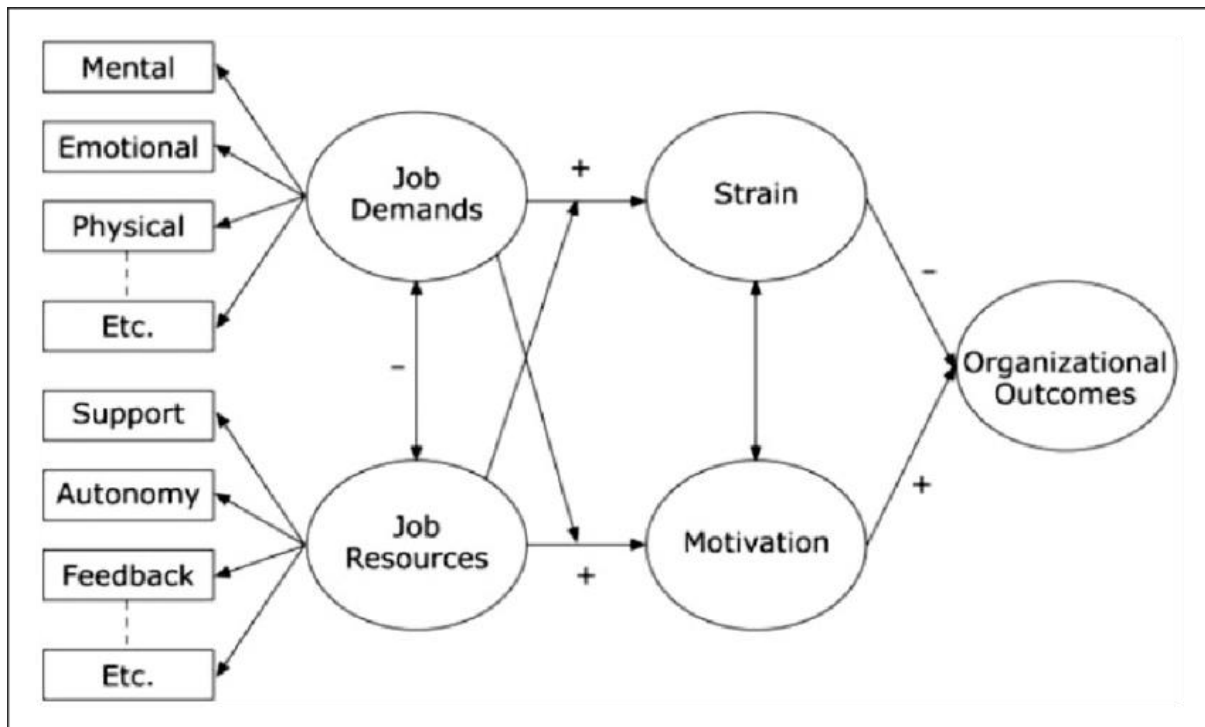 Mental
Emotional
Physical
Etc.
Support
Autonomy
Feedback
Etc.
Job
Demands
–
Job
Resources
+
+
Strain
Motivation
–
+
Organizational
Outcomes